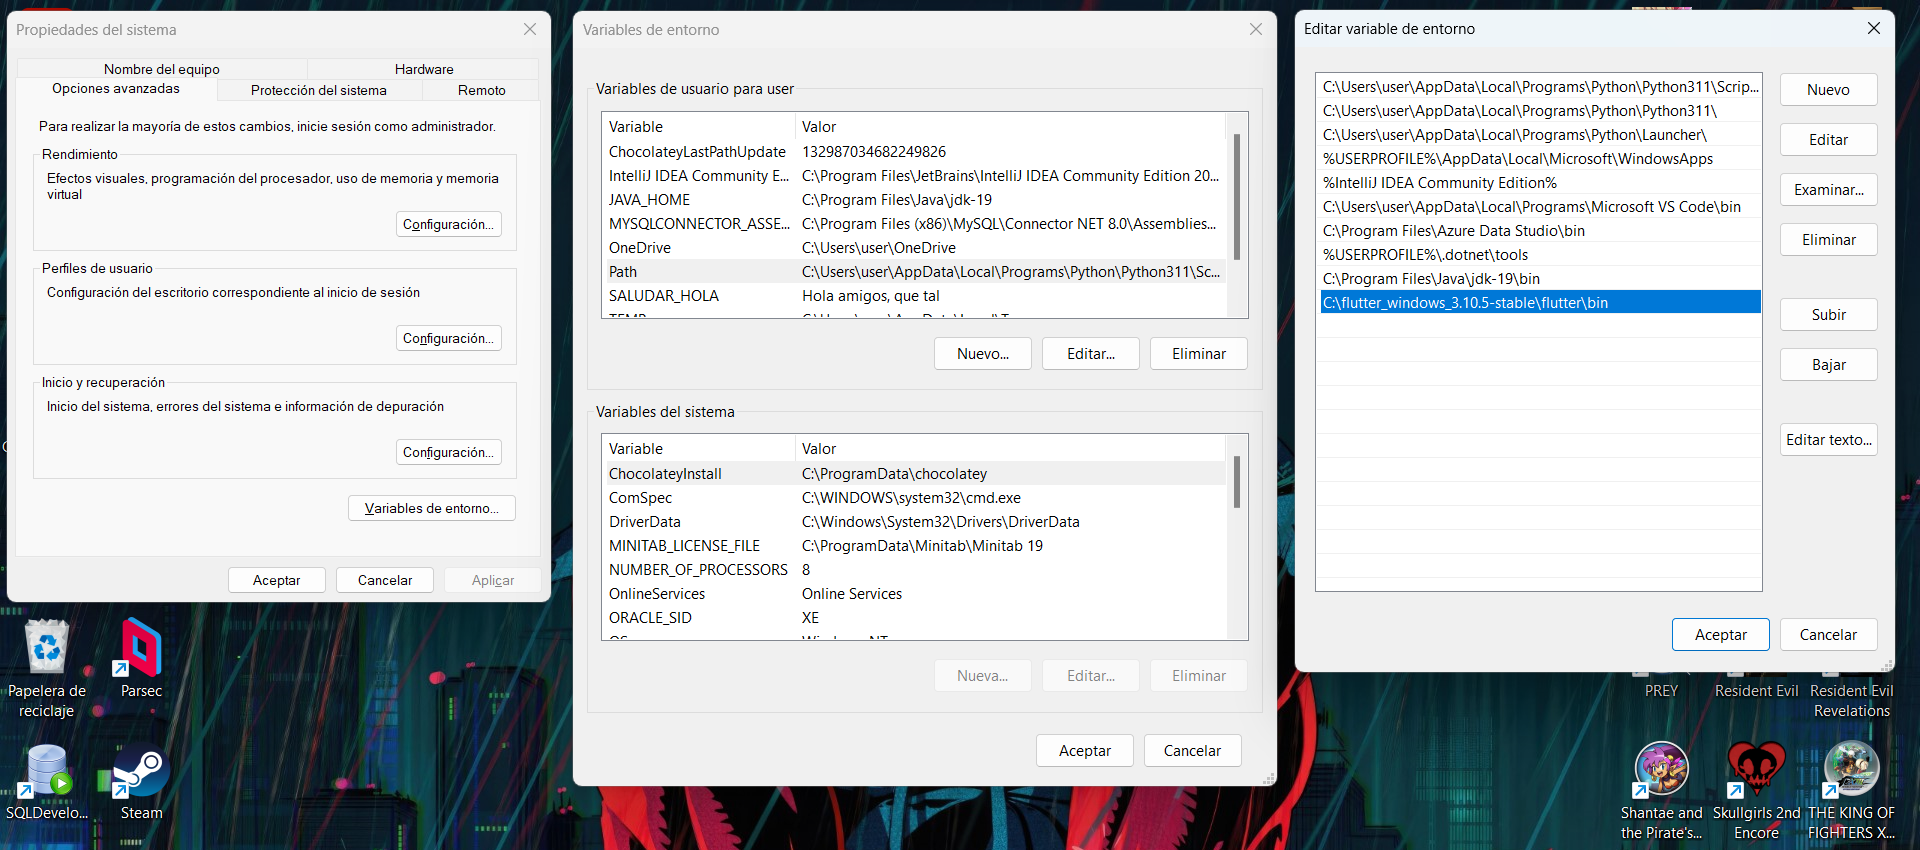 Propiedades del sistema
Nombre del equipo
Hardware
Opciones avanzadas
Protección del sistema
Remoto
Para realizar la mayoría de estos cambios, inicie sesión como administrador.
Rendimiento
Efectos visuales, programación del procesador, uso de memoria y memoria
virtual
Configuración...
Perfiles de usuario
Configuración del escritorio correspondiente al inicio de sesión
Configuración...
Inicio y recuperación
Inicio del sistema, errores del sistema e información de depuración
Configuración...
Variables de entorno...
Aceptar
Cancelar
Aplicar
Variables de entorno
Variables de usuario para user
Variable Valor
ChocolateyLastPathUpdate 132987034682249826
IntelliJ IDEA Community E... C:\Program Files\JetBrains\IntelliJ IDEA Community Edition 20...
JAVA_HOME C:\Program Files\Java\jdk-19
MYSQLCONNECTOR_ASSE... C:\Program Files (x86)\MySQL\Connector NET 8.0\Assemblies...
OneDrive C:\Users\user\OneDrive
Path C:\Users\user\AppData\Local\Programs\Python\Python311\Sc...
SALUDAR_HOLA Hola amigos, que tal
Nuevo...
Editar...
Eliminar
Variables del sistema
Variable Valor
ChocolateyInstall C:\ProgramData\chocolatey
ComSpec C:\WINDOWS\system32\cmd.exe
DriverData C:\Windows\System32\Drivers\DriverData
MINITAB_LICENSE_FILE C:\ProgramData\Minitab\Minitab 19
NUMBER_OF_PROCESSORS 8
OnlineServices Online Services
ORACLE_SID XE
Nueva...
Editar...
Eliminar
Aceptar
Cancelar
Editar variable de entorno
C:\Users\user\AppData\Local\Programs\Python\Python311\Scrip...
C:\Users\user\AppData\Local\Programs\Python\Python311\
C:\Users\user\AppData\Local\Programs\Python\Launcher\
%USERPROFILE%\AppData\Local\Microsoft\WindowsApps
%IntelliJ IDEA Community Edition%
C:\Users\user\AppData\Local\Programs\Microsoft VS Code\bin
C:\Program Files\Azure Data Studio\bin
%USERPROFILE%\.dotnet\tools
C:\Program Files\Java\jdk-19\bin
C:\flutter_windows_3.10.5-stable\flutter\bin
Nuevo
Editar
Examinar...
Eliminar
Subir
Bajar
Editar texto...
Aceptar
Cancelar
Papelera de
reciclaje
Parsec
SQLDevelo...
Steam
PREY
Resident Evil
Resident Evil
Revelations
Shantae and
the Pirate's...
Skullgirls 2nd
Encore
THE KING OF
FIGHTERS X...